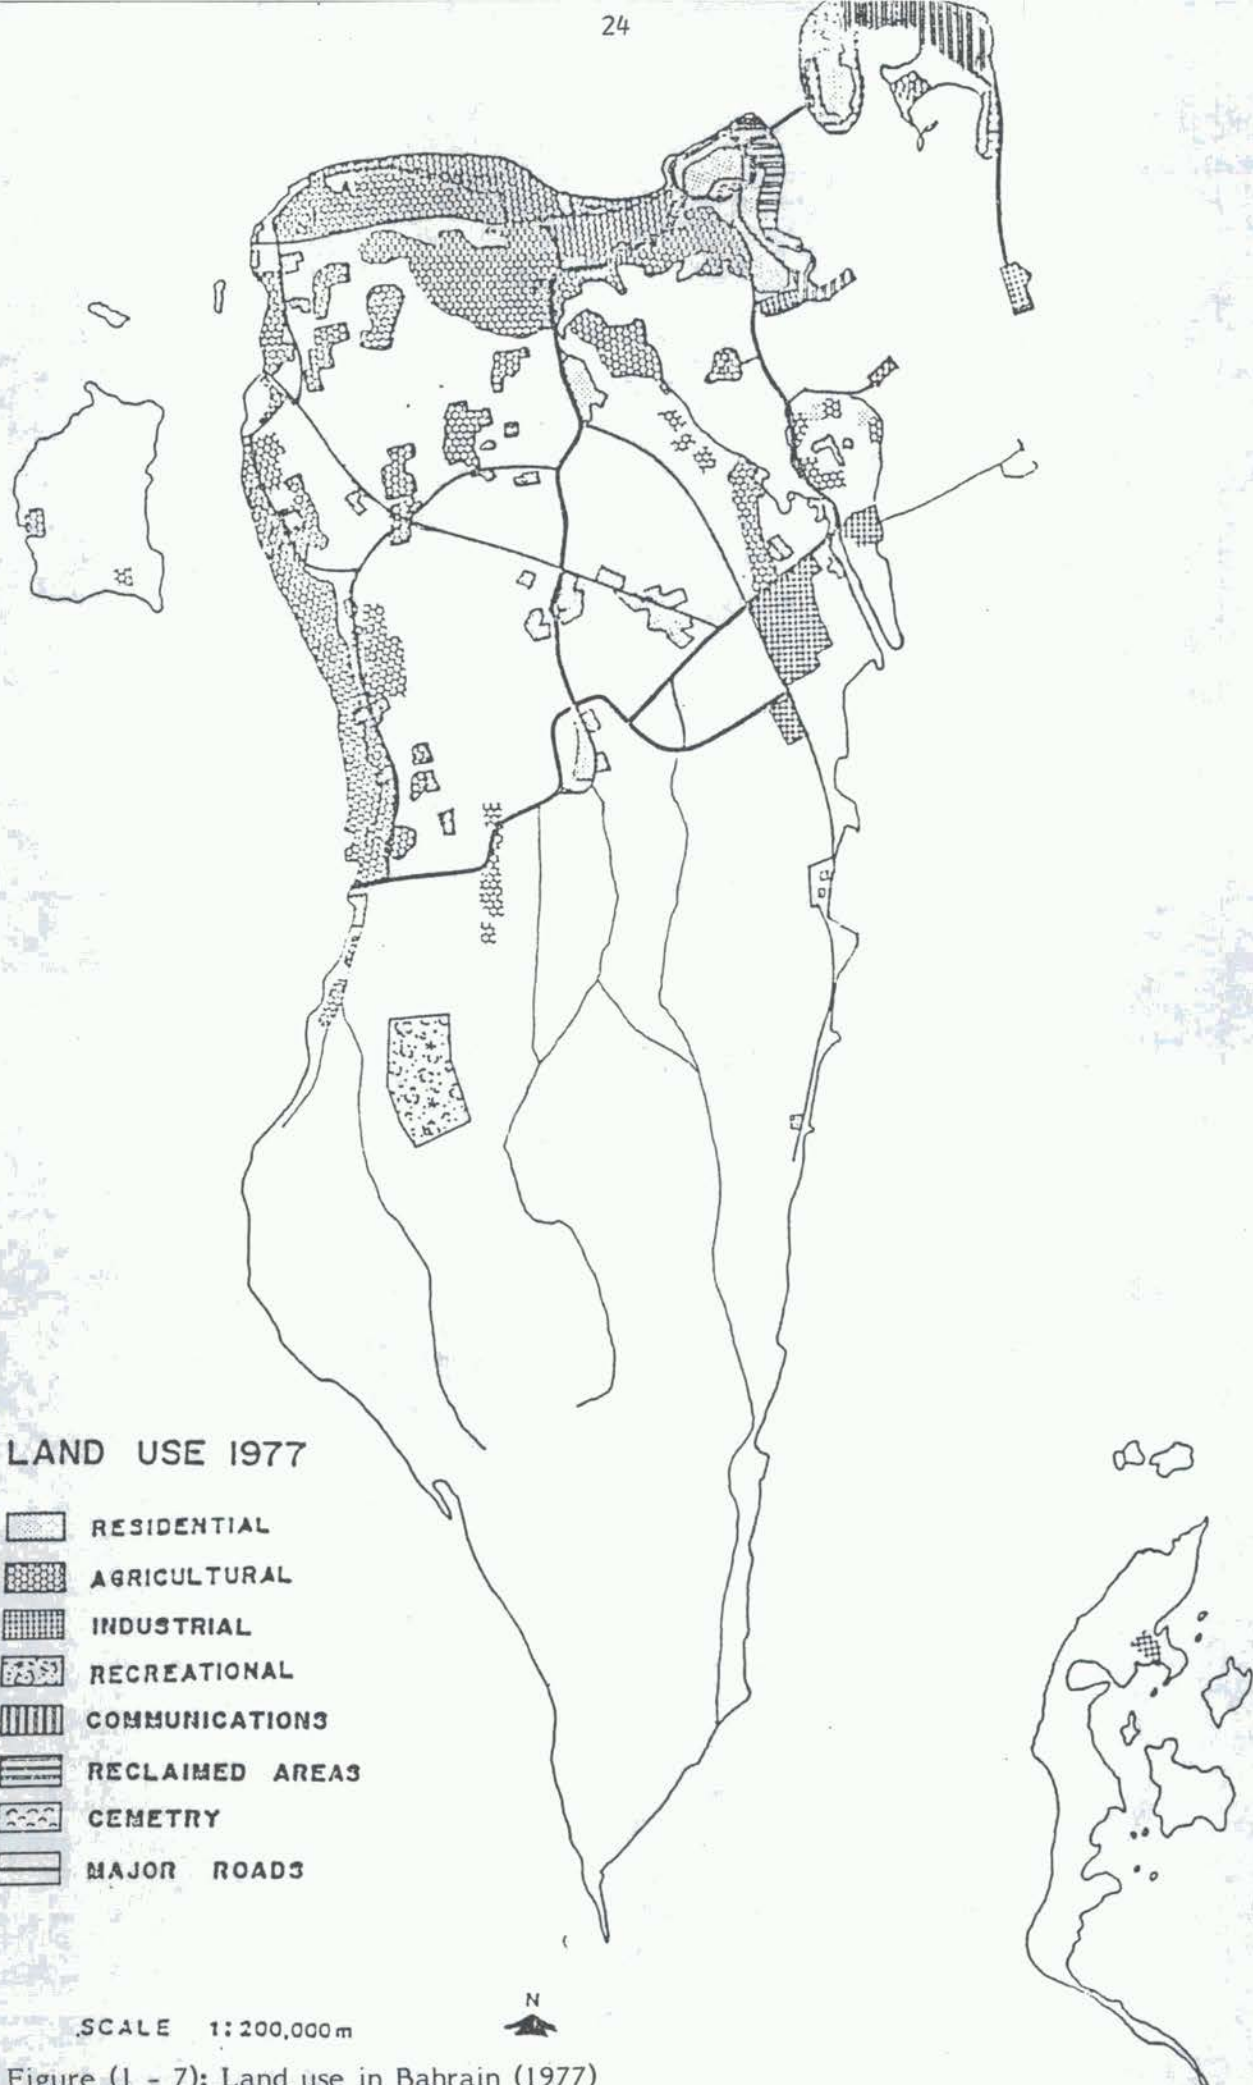 24
LAND USE 1977
RESIDENTIAL
AGRICULTURAL
INDUSTRIAL
RECREATIONAL
COMMUNICATIONS
RECLAIMED AREAS
CEMETRY
MAJOR ROADS
N
SCALE 1:200,000m
Figure (1 - 7): Land use in Bahrain (1977)